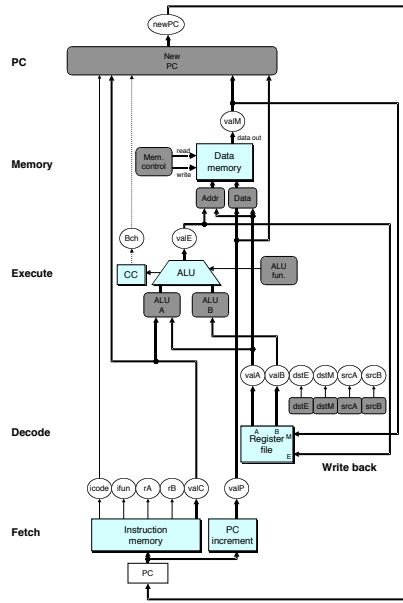 newPC
PC
New
PC
valM
data out
Memory
Mem.
control
read
write
Data
memory
Addr
Data
Bch
valE
Execute
CC
ALU
ALU
fun.
ALU
A
ALU
B
valA
valB
dstE
dstM
srcA
srcB
dstE
dstM
srcA
srcB
Decode
A
B
Register
file
M
E
Write back
icode
ifun
rA
rB
valC
valP
Fetch
Instruction
memory
PC
increment
PC